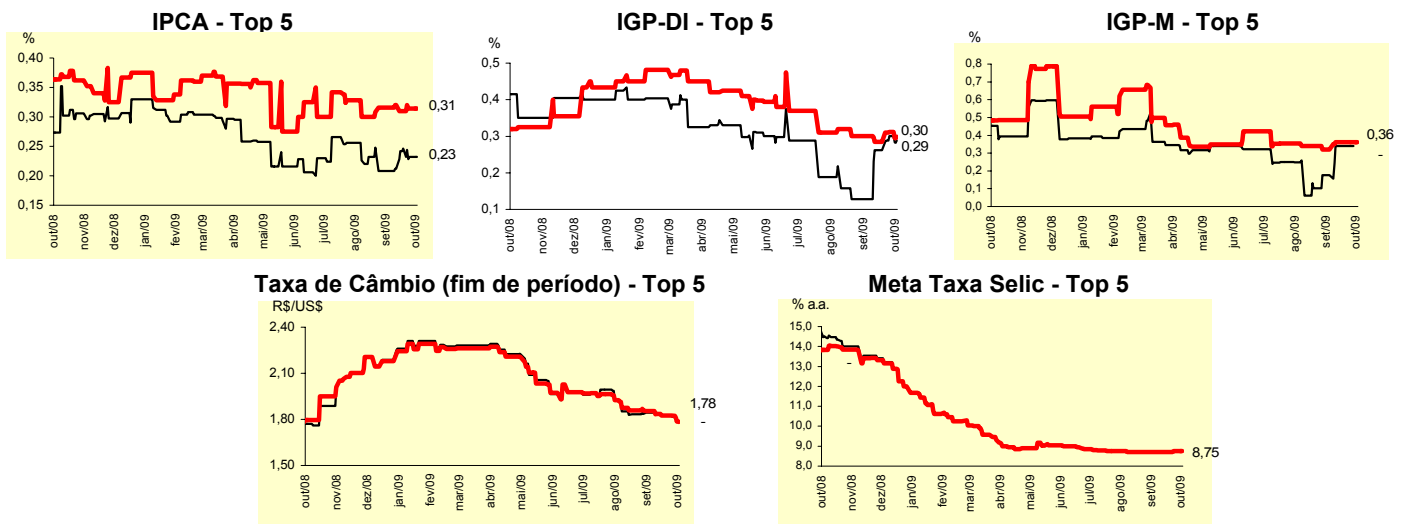 IPCA - Top 5
%
0,40
0,35
0,30
0,25
0,20
0,15
0,31
0,23
out/08
nov/08
dez/08
jan/09
fev/09
mar/09
abr/09
mai/09
jun/09
jul/09
ago/09
set/09
out/09
IGP-DI - Top 5
%
0,5
0,4
0,3
0,2
0,1
0,30
0,29
out/08
nov/08
dez/08
jan/09
fev/09
mar/09
abr/09
mai/09
jun/09
jul/09
ago/09
set/09
out/09
IGP-M - Top 5
%
0,8
0,7
0,6
0,5
0,4
0,3
0,2
0,1
0,0
0,36
-
out/08
nov/08
dez/08
jan/09
fev/09
mar/09
abr/09
mai/09
jun/09
jul/09
ago/09
set/09
out/09
Taxa de Câmbio (fim de período) - Top 5
R$/US$
2,40
2,10
1,80
1,50
1,78
-
out/08
nov/08
dez/08
jan/09
fev/09
mar/09
abr/09
mai/09
jun/09
jul/09
ago/09
set/09
out/09
Meta Taxa Selic - Top 5
% a.a.
15,0
14,0
13,0
12,0
11,0
10,0
9,0
8,0
-
8,75
out/08
nov/08
dez/08
jan/09
fev/09
mar/09
abr/09
mai/09
jun/09
jul/09
ago/09
set/09
out/09